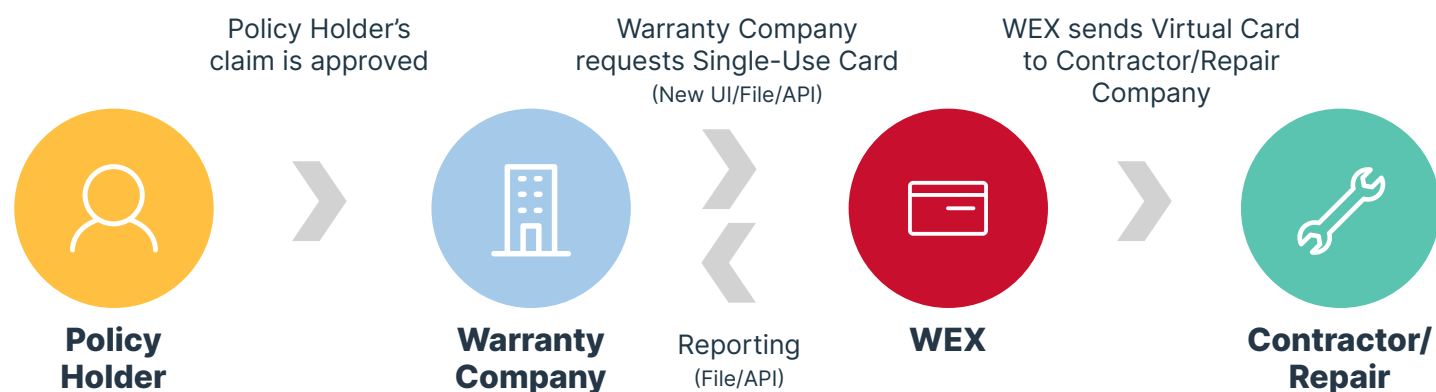 Policy Holder’s
claim is approved
Warranty Company
requests Single-Use Card
(New UI/File/API)
WEX sends Virtual Card
to Contractor/Repair
Company
Policy
Holder
Warranty
Company
Reporting
(File/API)
WEX
Contractor/
Repair